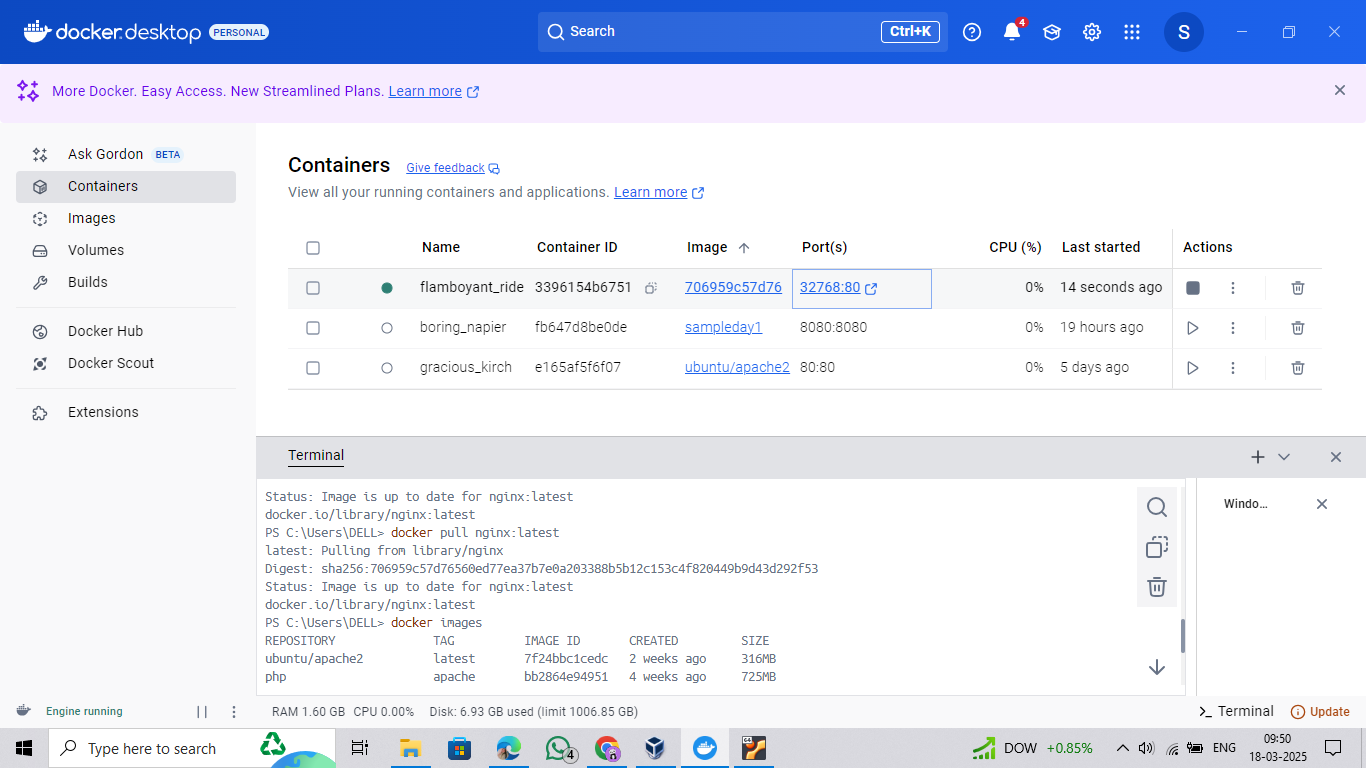 docker.desktop PERSONAL Search Ctrl+K 4 S
More Docker. Easy Access. New Streamlined Plans. Learn more
Ask Gordon BETA
Containers
Images
Volumes
Builds
Docker Hub
Docker Scout
Extensions
Containers Give feedback
View all your running containers and applications. Learn more
Name Container ID Image Port(s) CPU (%) Last started Actions
flamboyant_ride 3396154b6751 706959c57d76 32768:80 0% 14 seconds ago
boring_napier fb647d8be0de sampleday1 8080:8080 0% 19 hours ago
gracious_kirch e165af5f6f07 ubuntu/apache2 80:80 0% 5 days ago
Terminal
Status: Image is up to date for nginx:latest
docker.io/library/nginx:latest
PS C:\Users\DELL> docker pull nginx:latest
latest: Pulling from library/nginx
Digest: sha256:706959c57d76560ed77ea37b7e0a203388b5b12c153c4f820449b9d43d292f53
Status: Image is up to date for nginx:latest
docker.io/library/nginx:latest
PS C:\Users\DELL> docker images
REPOSITORY TAG IMAGE ID CREATED SIZE
ubuntu/apache2 latest 7f24bbc1cedc 2 weeks ago 316MB
php apache bb2864e94951 4 weeks ago 725MB
Windo...
Engine running RAM 1.60 GB CPU 0.00% Disk: 6.93 GB used (limit 1006.85 GB) Terminal Update
Type here to search 4 64 DOW +0.85% ENG 09:50
18-03-2025